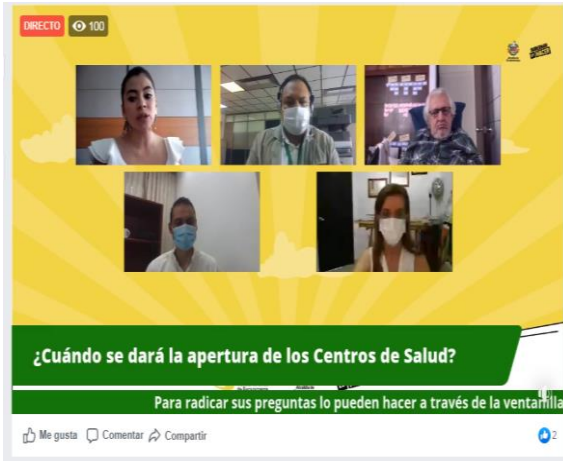 DIRECTO 100
¿Cuándo se dará la apertura de los Centros de Salud?
Para radicar sus preguntas lo pueden hacer a través de la ventanilla
Me gusta Comentar Compartir 2